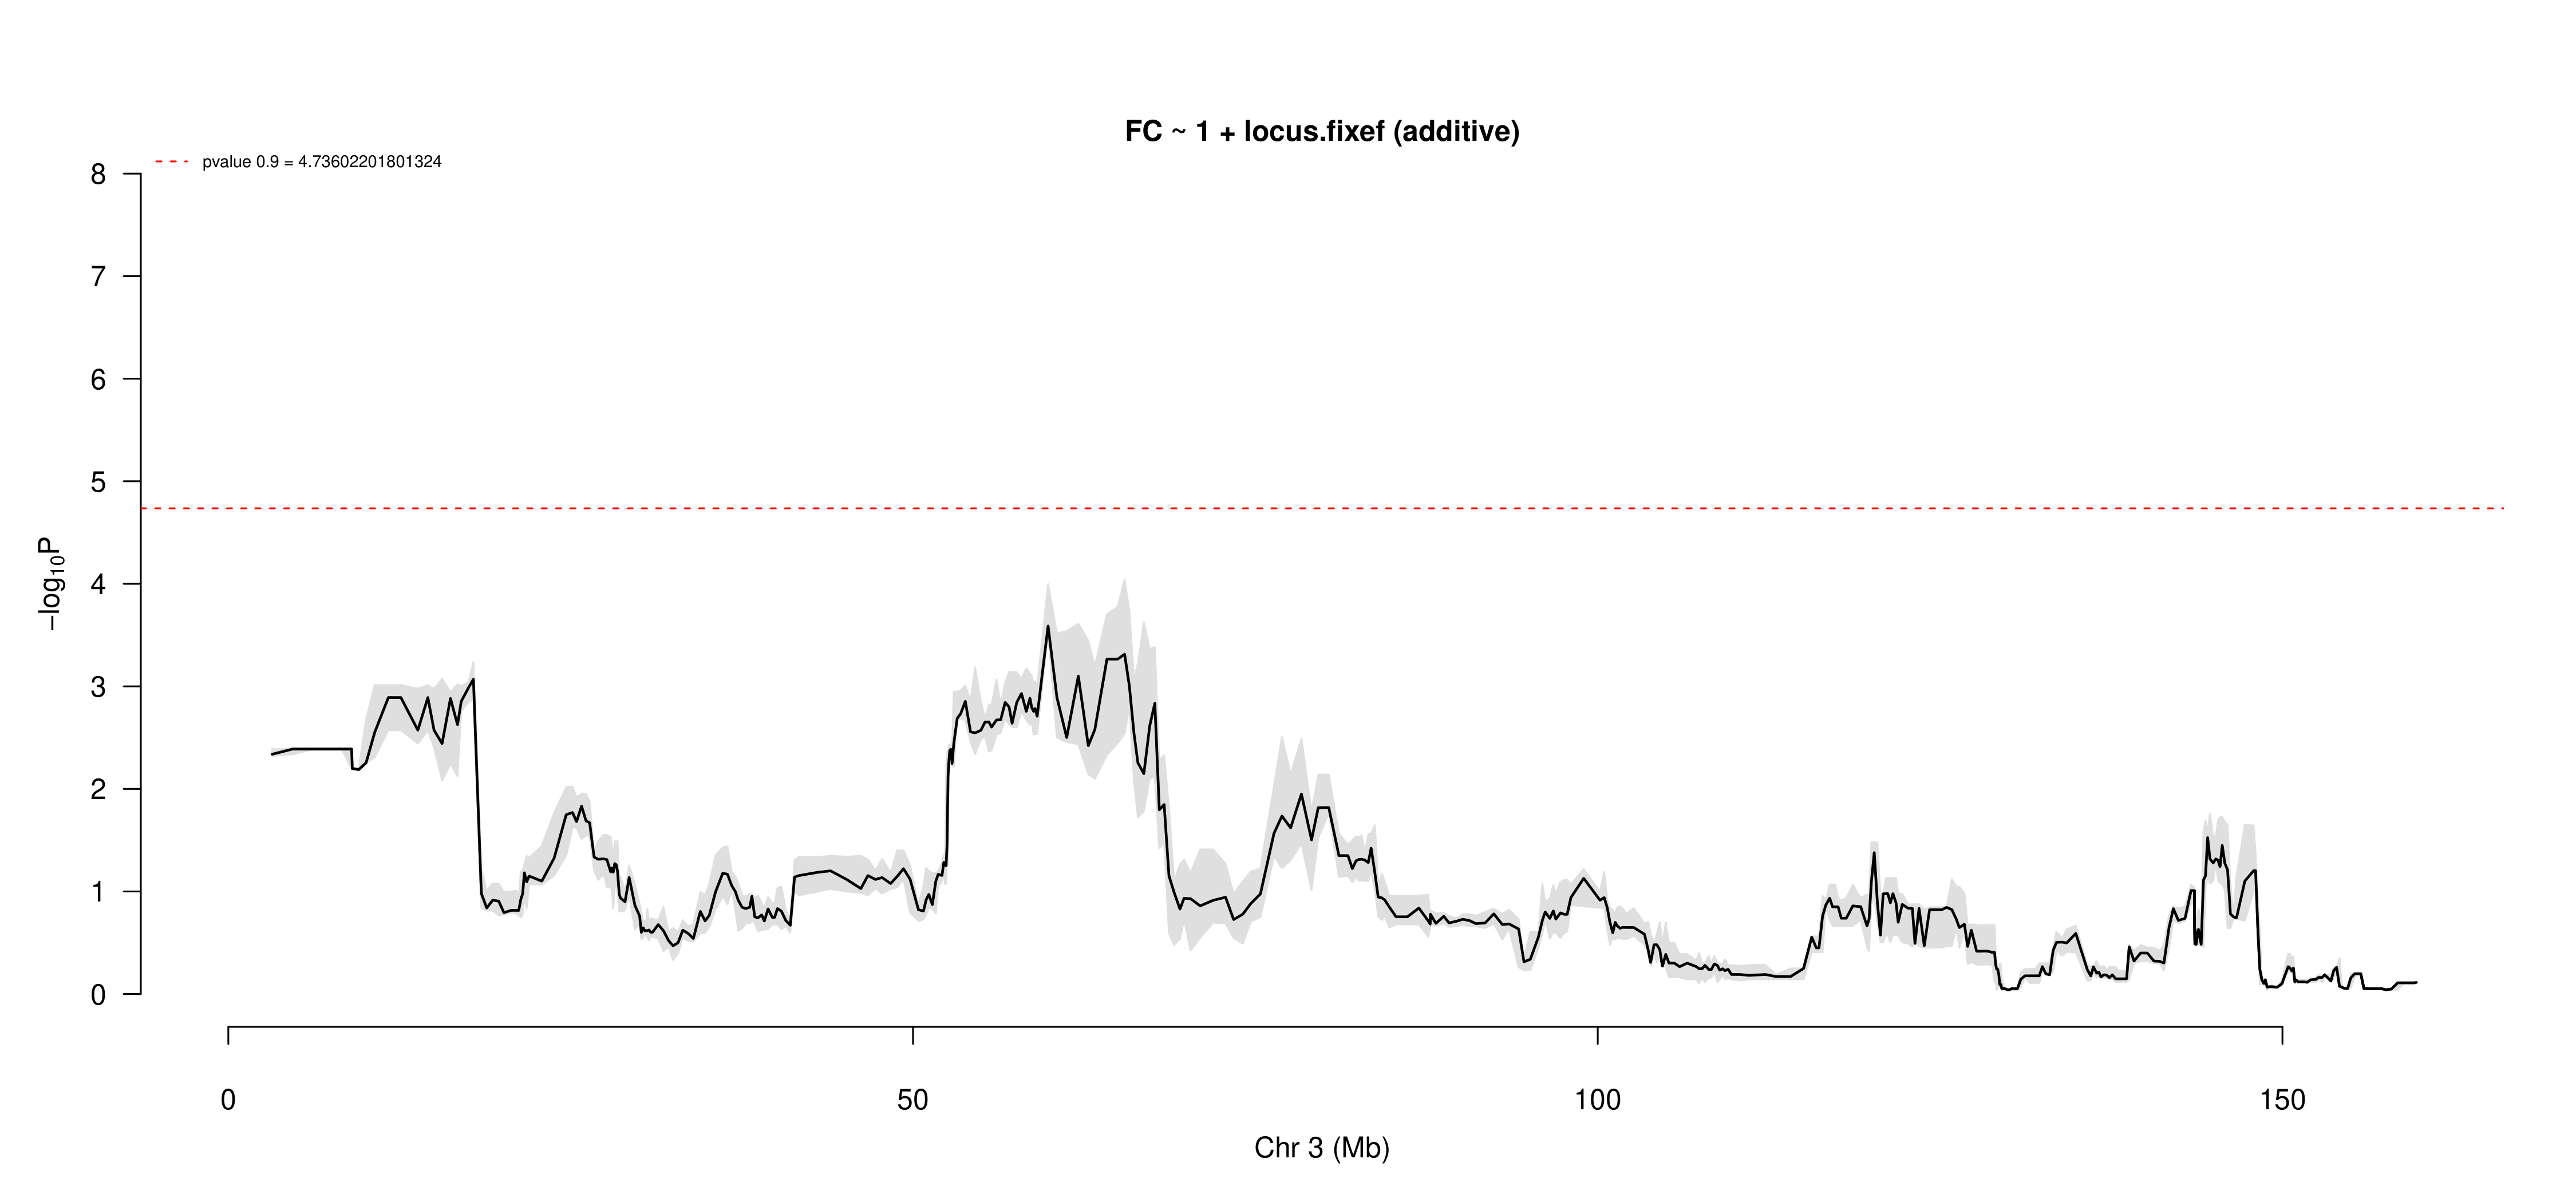 FC ~ 1 + locus.fixef (additive)
pvalue 0.9 = 4.73602201801324
8
7
6
5
4
3
2
1
0
−log10P
0 50 100 150
Chr 3 (Mb)